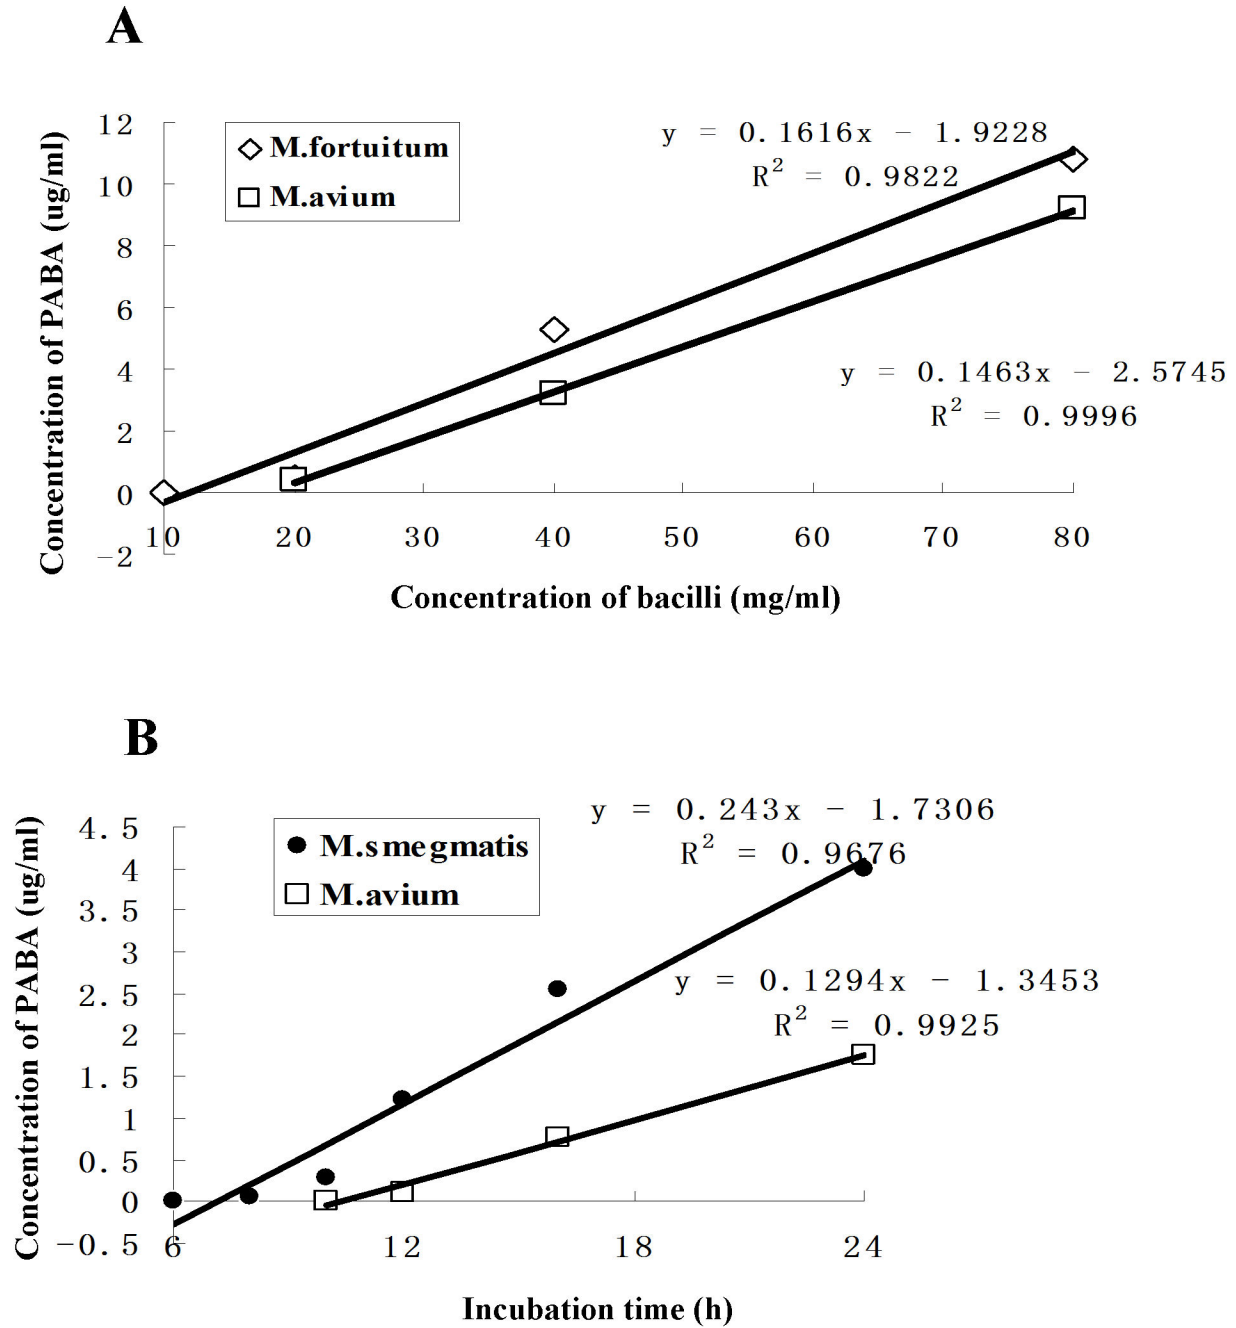 A
Concentration of PABA (ug/ml)
12
10
8
6
4
2
0
−2
M.fortuitum
M.avium
y = 0.1616x − 1.9228
R² = 0.9822
y = 0.1463x − 2.5745
R² = 0.9996
10 20 30 40 50 60 70 80
Concentration of bacilli (mg/ml)
B
Concentration of PABA (ug/ml)
4.5
4
3.5
3
2.5
2
1.5
1
0.5
0
−0.5
M.smegmatis
M.avium
y = 0.243x − 1.7306
R² = 0.9676
y = 0.1294x − 1.3453
R² = 0.9925
6 12 18 24
Incubation time (h)